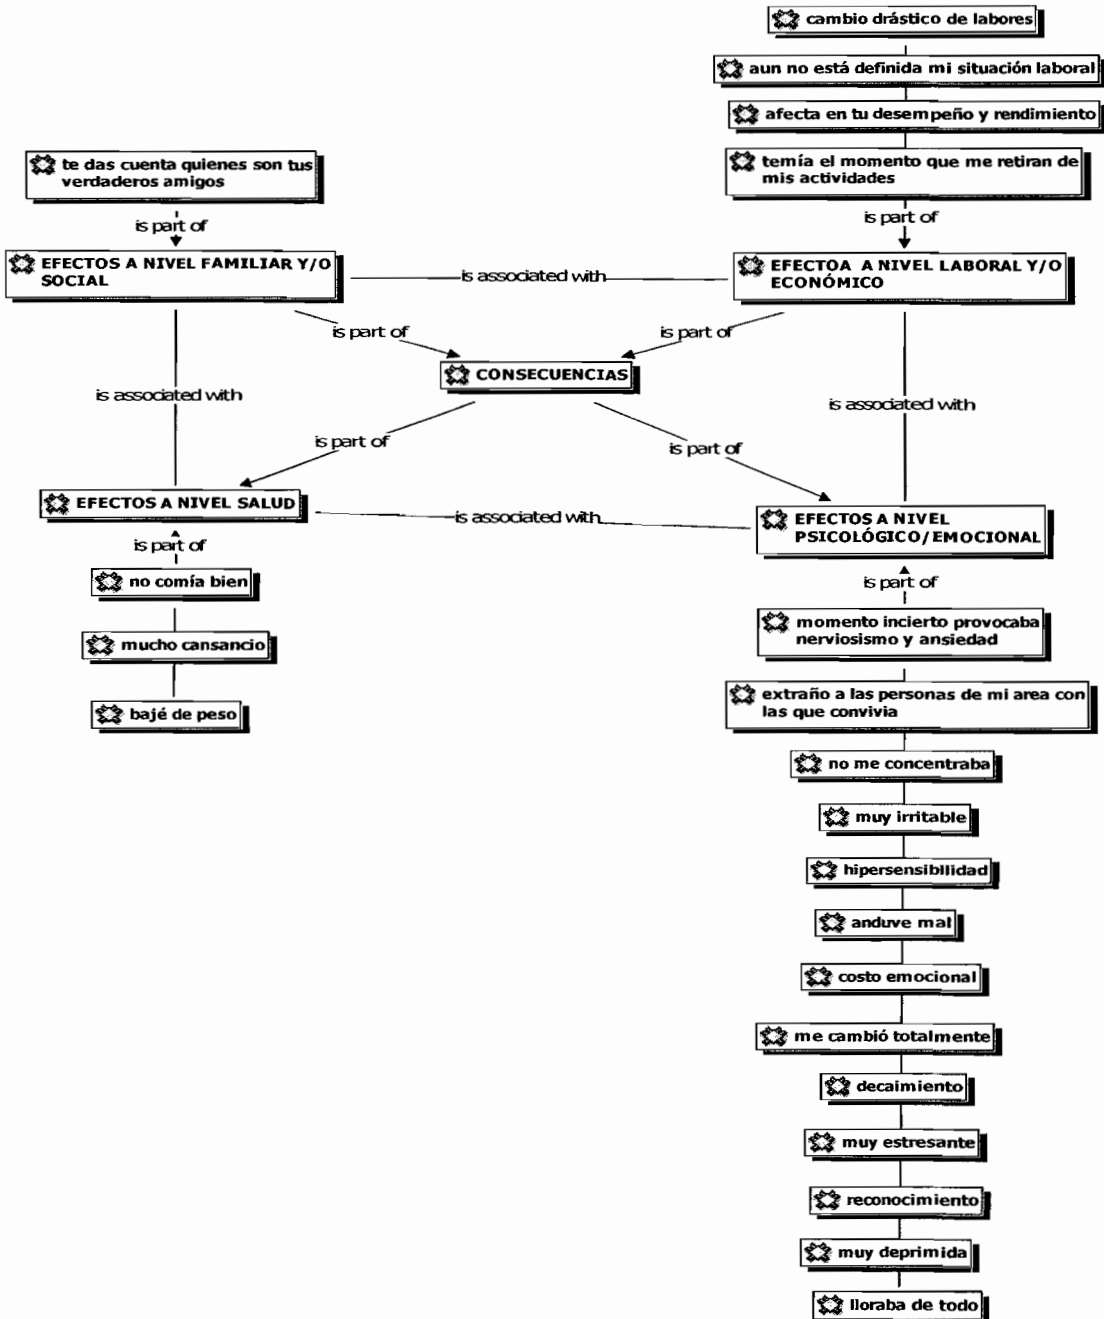 cambio drástico de labores
aun no está definida mi situación laboral
afecta en tu desempeño y rendimiento
te das cuenta quienes son tus
verdaderos amigos
temía el momento que me retiran de
mis actividades
is part of
is part of
EFECTOS A NIVEL FAMILIAR Y/O
SOCIAL
is associated with
EFECTOA A NIVEL LABORAL Y/O
ECONÓMICO
is part of
is part of
CONSECUENCIAS
is associated with
is associated with
is part of
is part of
EFECTOS A NIVEL SALUD
is associated with
EFECTOS A NIVEL
PSICOLÓGICO/EMOCIONAL
is part of
is part of
no comía bien
mucho cansancio
bajé de peso
momento incierto provocaba
nerviosismo y ansiedad
extraño a las personas de mi area con
las que convivia
no me concentraba
muy irritable
hipersensibilidad
anduve mal
costo emocional
me cambió totalmente
decaimiento
muy estresante
reconocimiento
muy deprimida
lloraba de todo